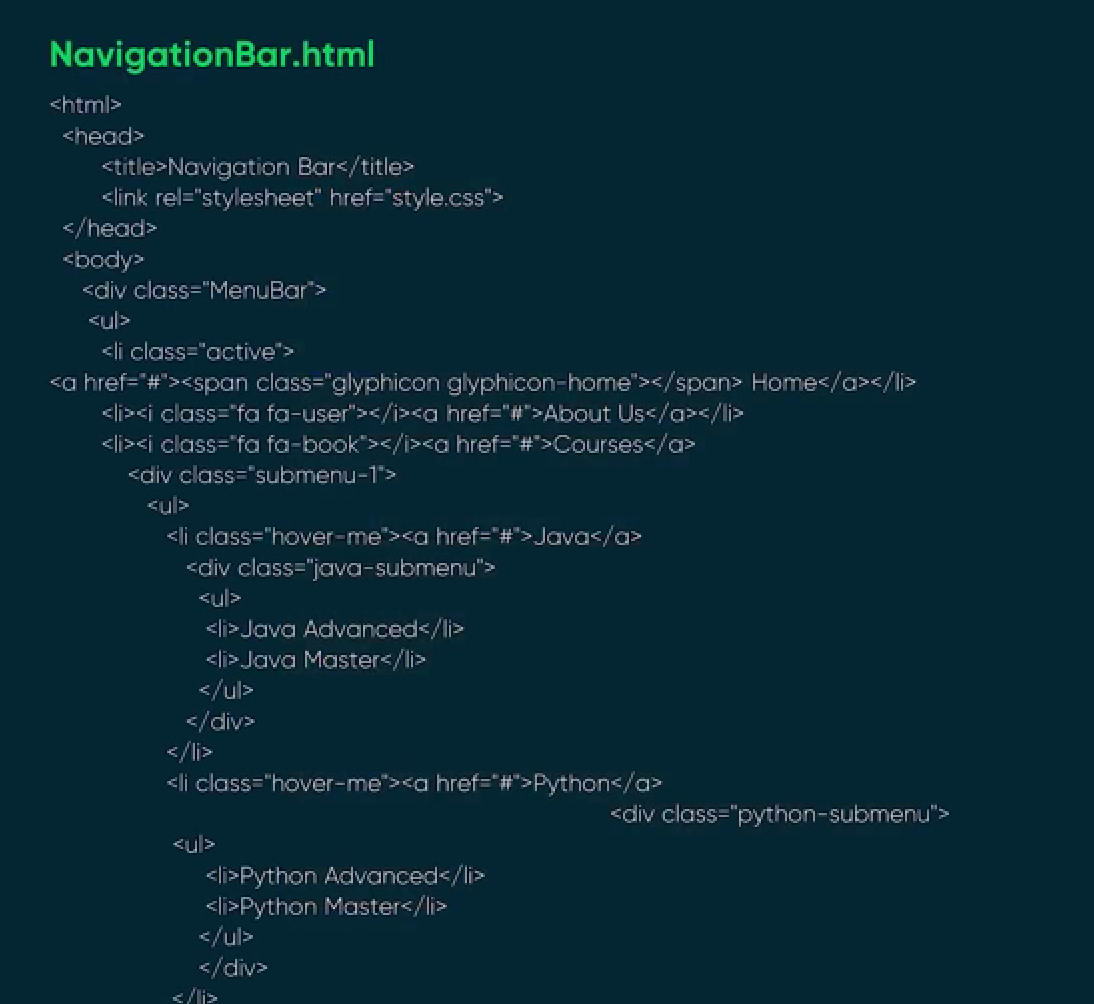 NavigationBar.html
<html>
<head>
<title>Navigation Bar</title>
<link rel="stylesheet" href="style.css">
</head>
<body>
<div class="MenuBar">
<ul>
<li class="active">
<a href="#"><span class="glyphicon glyphicon-home"></span> Home</a></li>
<li><i class="fa fa-user"></i><a href="#">About Us</a></li>
<li><i class="fa fa-book"></i><a href="#">Courses</a>
<div class="submenu-1">
<ul>
<li class="hover-me"><a href="#">Java</a>
<div class="java-submenu">
<ul>
<li>Java Advanced</li>
<li>Java Master</li>
</ul>
</div>
</li>
<li class="hover-me"><a href="#">Python</a>
<div class="python-submenu">
<ul>
<li>Python Advanced</li>
<li>Python Master</li>
</ul>
</div>
</li>